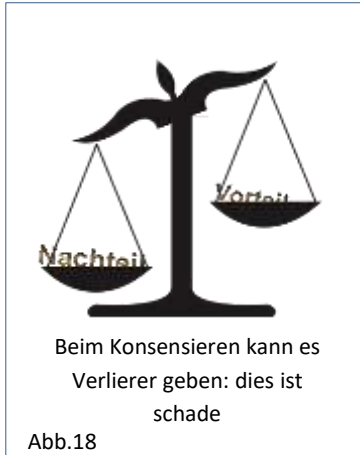 Vorteil
Nachteil
Beim Konsensieren kann es
Verlierer geben: dies ist
schade
Abb.18